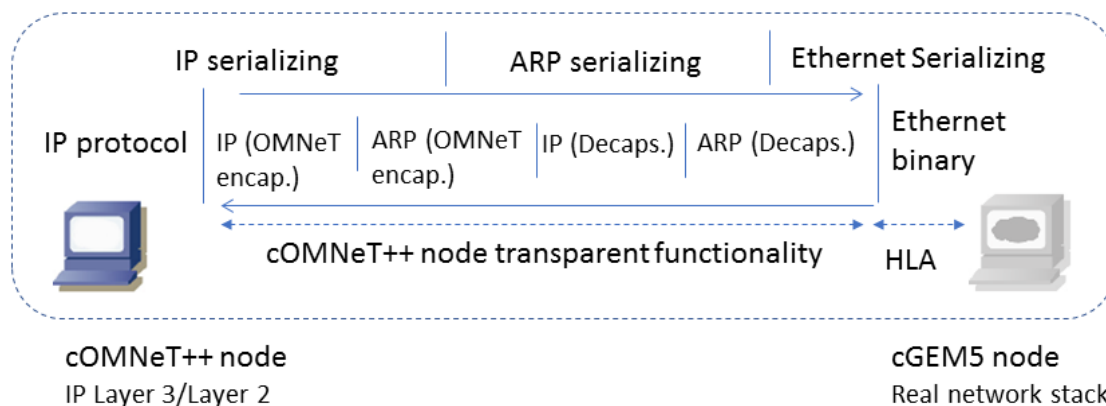 IP serializing
ARP serializing
Ethernet Serializing
IP protocol
IP (OMNeT
encap.)
ARP (OMNeT
encap.)
IP (Decaps.)
ARP (Decaps.)
Ethernet
binary
cOMNeT++ node transparent functionality
HLA
cOMNeT++ node
IP Layer 3/Layer 2
cGEM5 node
Real network stack